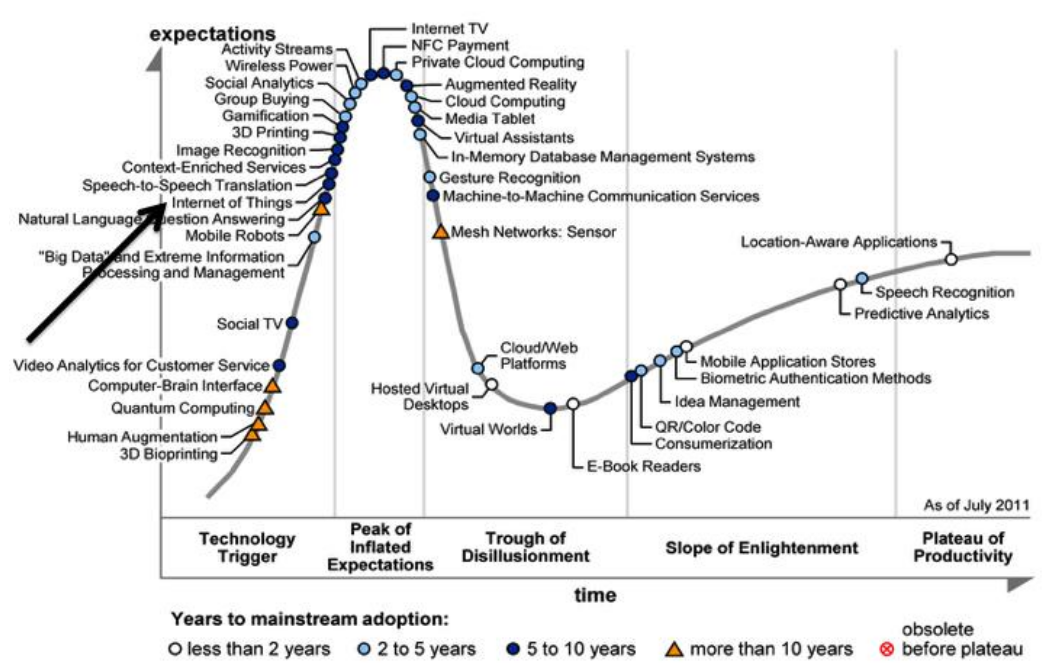 expectations
Activity Streams
Wireless Power
Social Analytics
Group Buying
Gamification
3D Printing
Image Recognition
Context-Enriched Services
Speech-to-Speech Translation
Internet of Things
Natural Language Question Answering
Mobile Robots
"Big Data" and Extreme Information
Processing and Management
Social TV
Video Analytics for Customer Service
Computer-Brain Interface
Quantum Computing
Human Augmentation
3D Bioprinting
Internet TV
NFC Payment
Private Cloud Computing
Augmented Reality
Cloud Computing
Media Tablet
Virtual Assistants
In-Memory Database Management Systems
Gesture Recognition
Machine-to-Machine Communication Services
Mesh Networks: Sensor
Cloud/Web
Platforms
Hosted Virtual
Desktops
Virtual Worlds
E-Book Readers
Location-Aware Applications
Speech Recognition
Predictive Analytics
Mobile Application Stores
Biometric Authentication Methods
Idea Management
QR/Color Code
Consumerization
As of July 2011
Technology
Trigger
Peak of
Inflated
Expectations
Trough of
Disillusionment
Slope of Enlightenment
Plateau of
Productivity
time
Years to mainstream adoption:
less than 2 years
2 to 5 years
5 to 10 years
more than 10 years
obsolete
before plateau